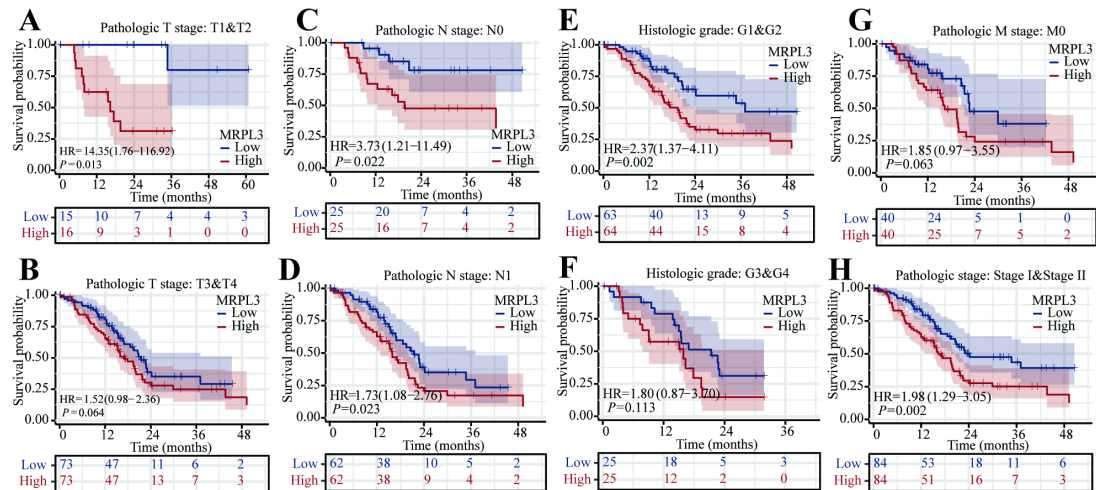 A
Pathologic T stage: T1&T2
Survival probability
1.00
0.75
0.50
0.25
0.00
MRPL3
Low
High
HR=14.35(1.76−116.92)
P=0.013
0 12 24 36 48 60
Time (months)
Low 15 10 7 4 4 3
High 16 9 3 1 0 0
C
Pathologic N stage: N0
Survival probability
1.00
0.75
0.50
0.25
0.00
MRPL3
Low
High
HR=3.73(1.21−11.49)
P=0.022
0 12 24 36 48
Time (months)
Low 25 20 7 4 2
High 25 16 7 4 2
E
Histologic grade: G1&G2
Survival probability
1.00
0.75
0.50
0.25
0.00
MRPL3
Low
High
HR=2.37(1.37−4.11)
P=0.002
0 12 24 36 48
Time (months)
Low 63 40 13 9 5
High 64 44 15 8 4
G
Pathologic M stage: M0
Survival probability
1.00
0.75
0.50
0.25
0.00
MRPL3
Low
High
HR=1.85(0.97−3.55)
P=0.063
0 12 24 36 48
Time (months)
Low 40 24 5 1 0
High 40 25 7 5 2
B
Pathologic T stage: T3&T4
Survival probability
1.00
0.75
0.50
0.25
0.00
MRPL3
Low
High
HR=1.52(0.98−2.36)
P=0.064
0 12 24 36 48
Time (months)
Low 73 47 11 6 2
High 73 47 13 7 3
D
Pathologic N stage: N1
Survival probability
1.00
0.75
0.50
0.25
0.00
MRPL3
Low
High
HR=1.73(1.08−2.76)
P=0.023
0 12 24 36 48
Time (months)
Low 62 38 10 5 2
High 62 38 9 4 2
F
Histologic grade: G3&G4
Survival probability
1.00
0.75
0.50
0.25
0.00
MRPL3
Low
High
HR=1.80(0.87−3.70)
P=0.113
0 12 24 36
Time (months)
Low 25 18 5 3
High 25 12 2 0
H
Pathologic stage: Stage I&Stage II
Survival probability
1.00
0.75
0.50
0.25
0.00
MRPL3
Low
High
HR=1.98(1.29−3.05)
P=0.002
0 12 24 36 48
Time (months)
Low 84 53 18 11 6
High 84 51 16 7 3